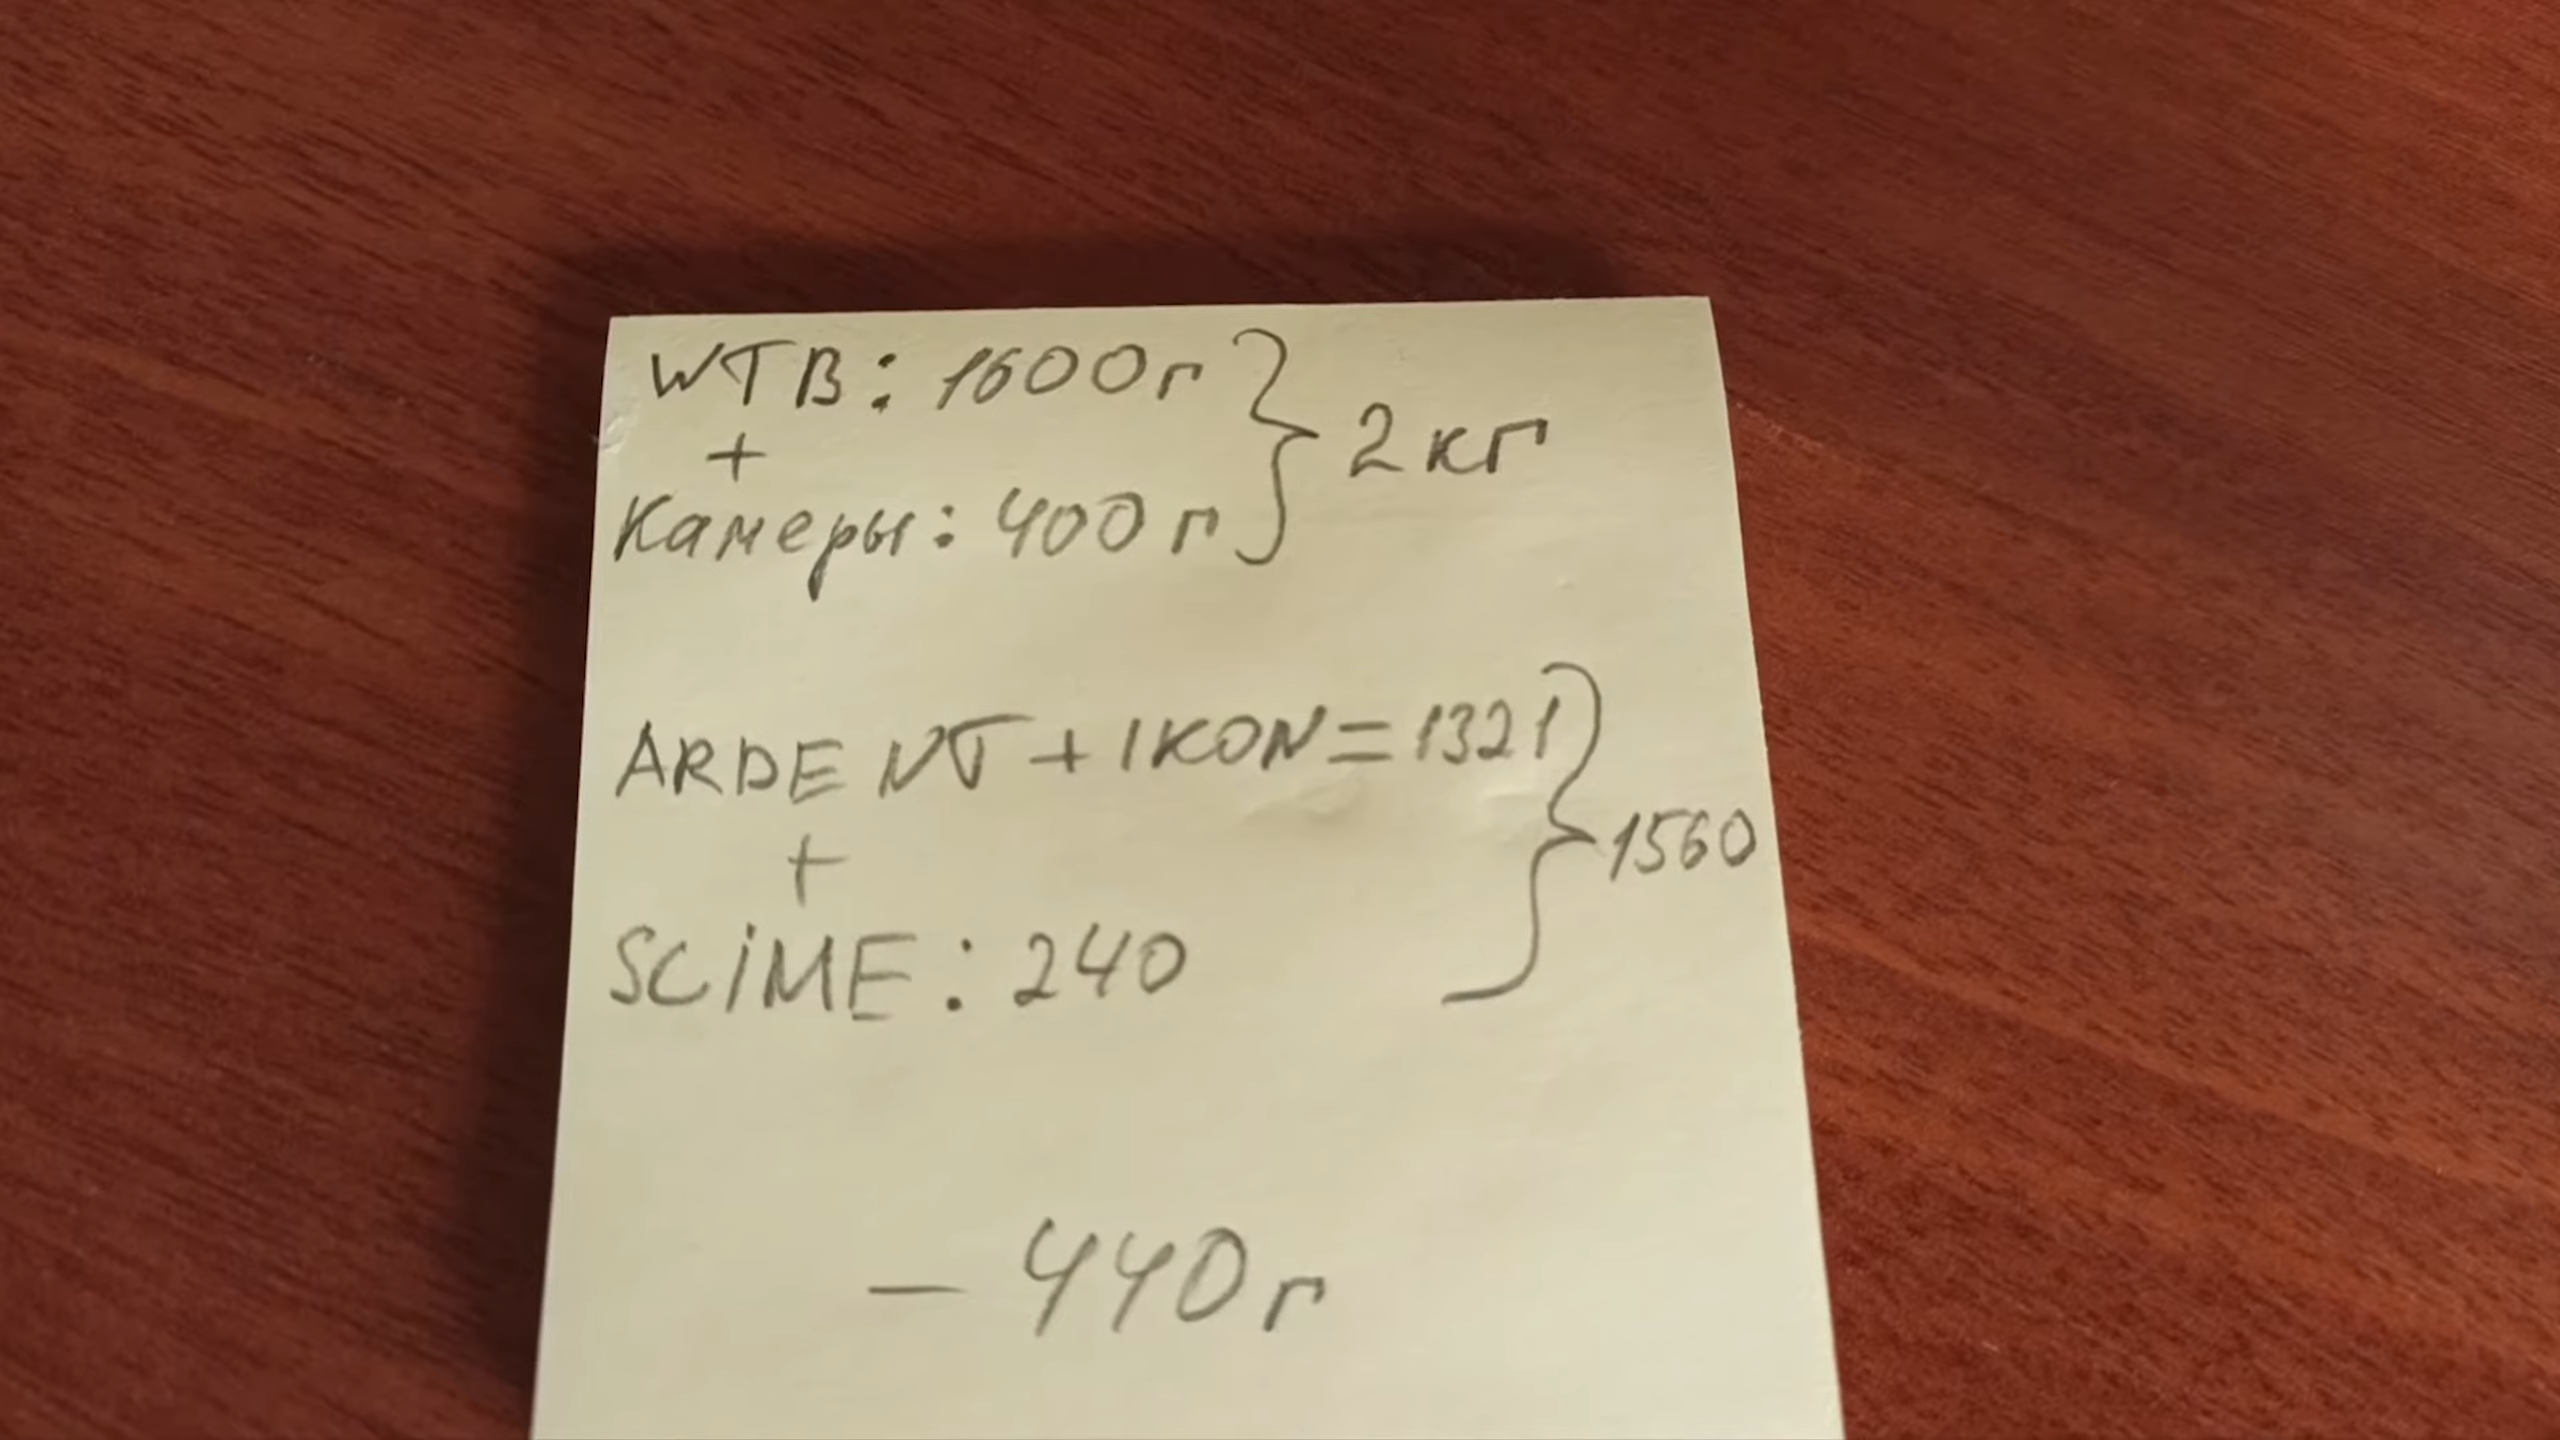 WTB: 1600г
+
Камеры: 400г
} 2кг
ARDENT + IKON = 1321
+
SCIME: 240
} 1560
- 440г